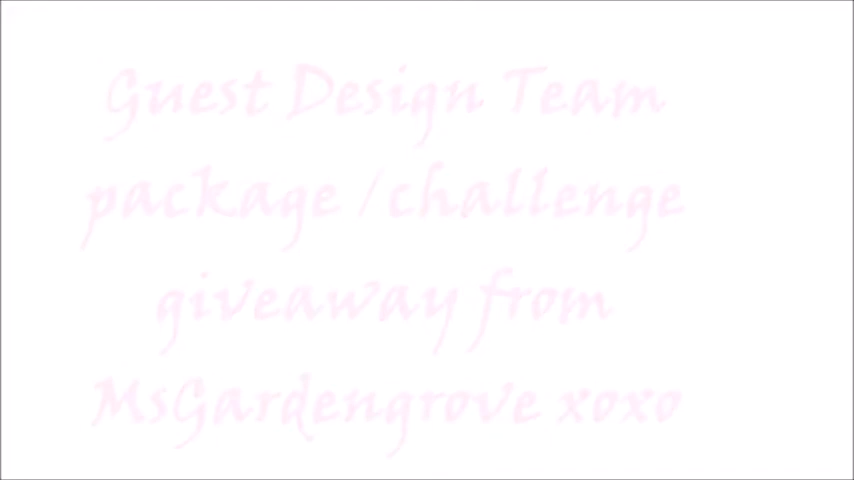 Guest Design Team
package /challenge
giveaway from
MsGardengrove xoxo